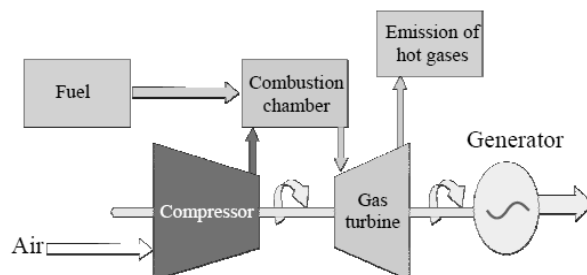 Emission of
hot gases
Fuel
Combustion
chamber
Generator
Compressor
Gas
turbine
Air